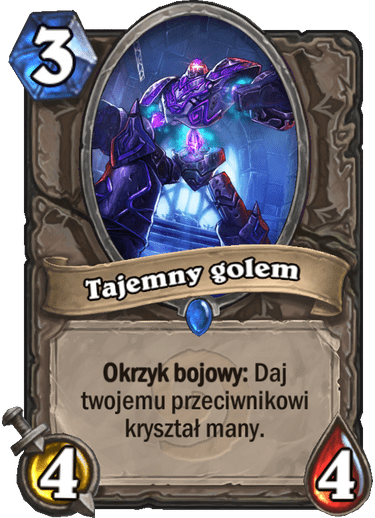 3
Tajemny golem
Okrzyk bojowy: Daj
twojemu przeciwnikowi
kryształ many.
4
4